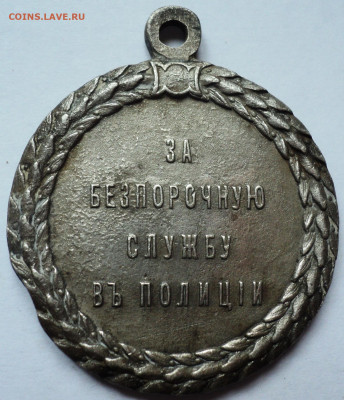 COINS.LAVE.RU
ЗА
БЕЗПОРОЧНУЮ
СЛУЖБУ
ВЪ ПОЛИЦІИ